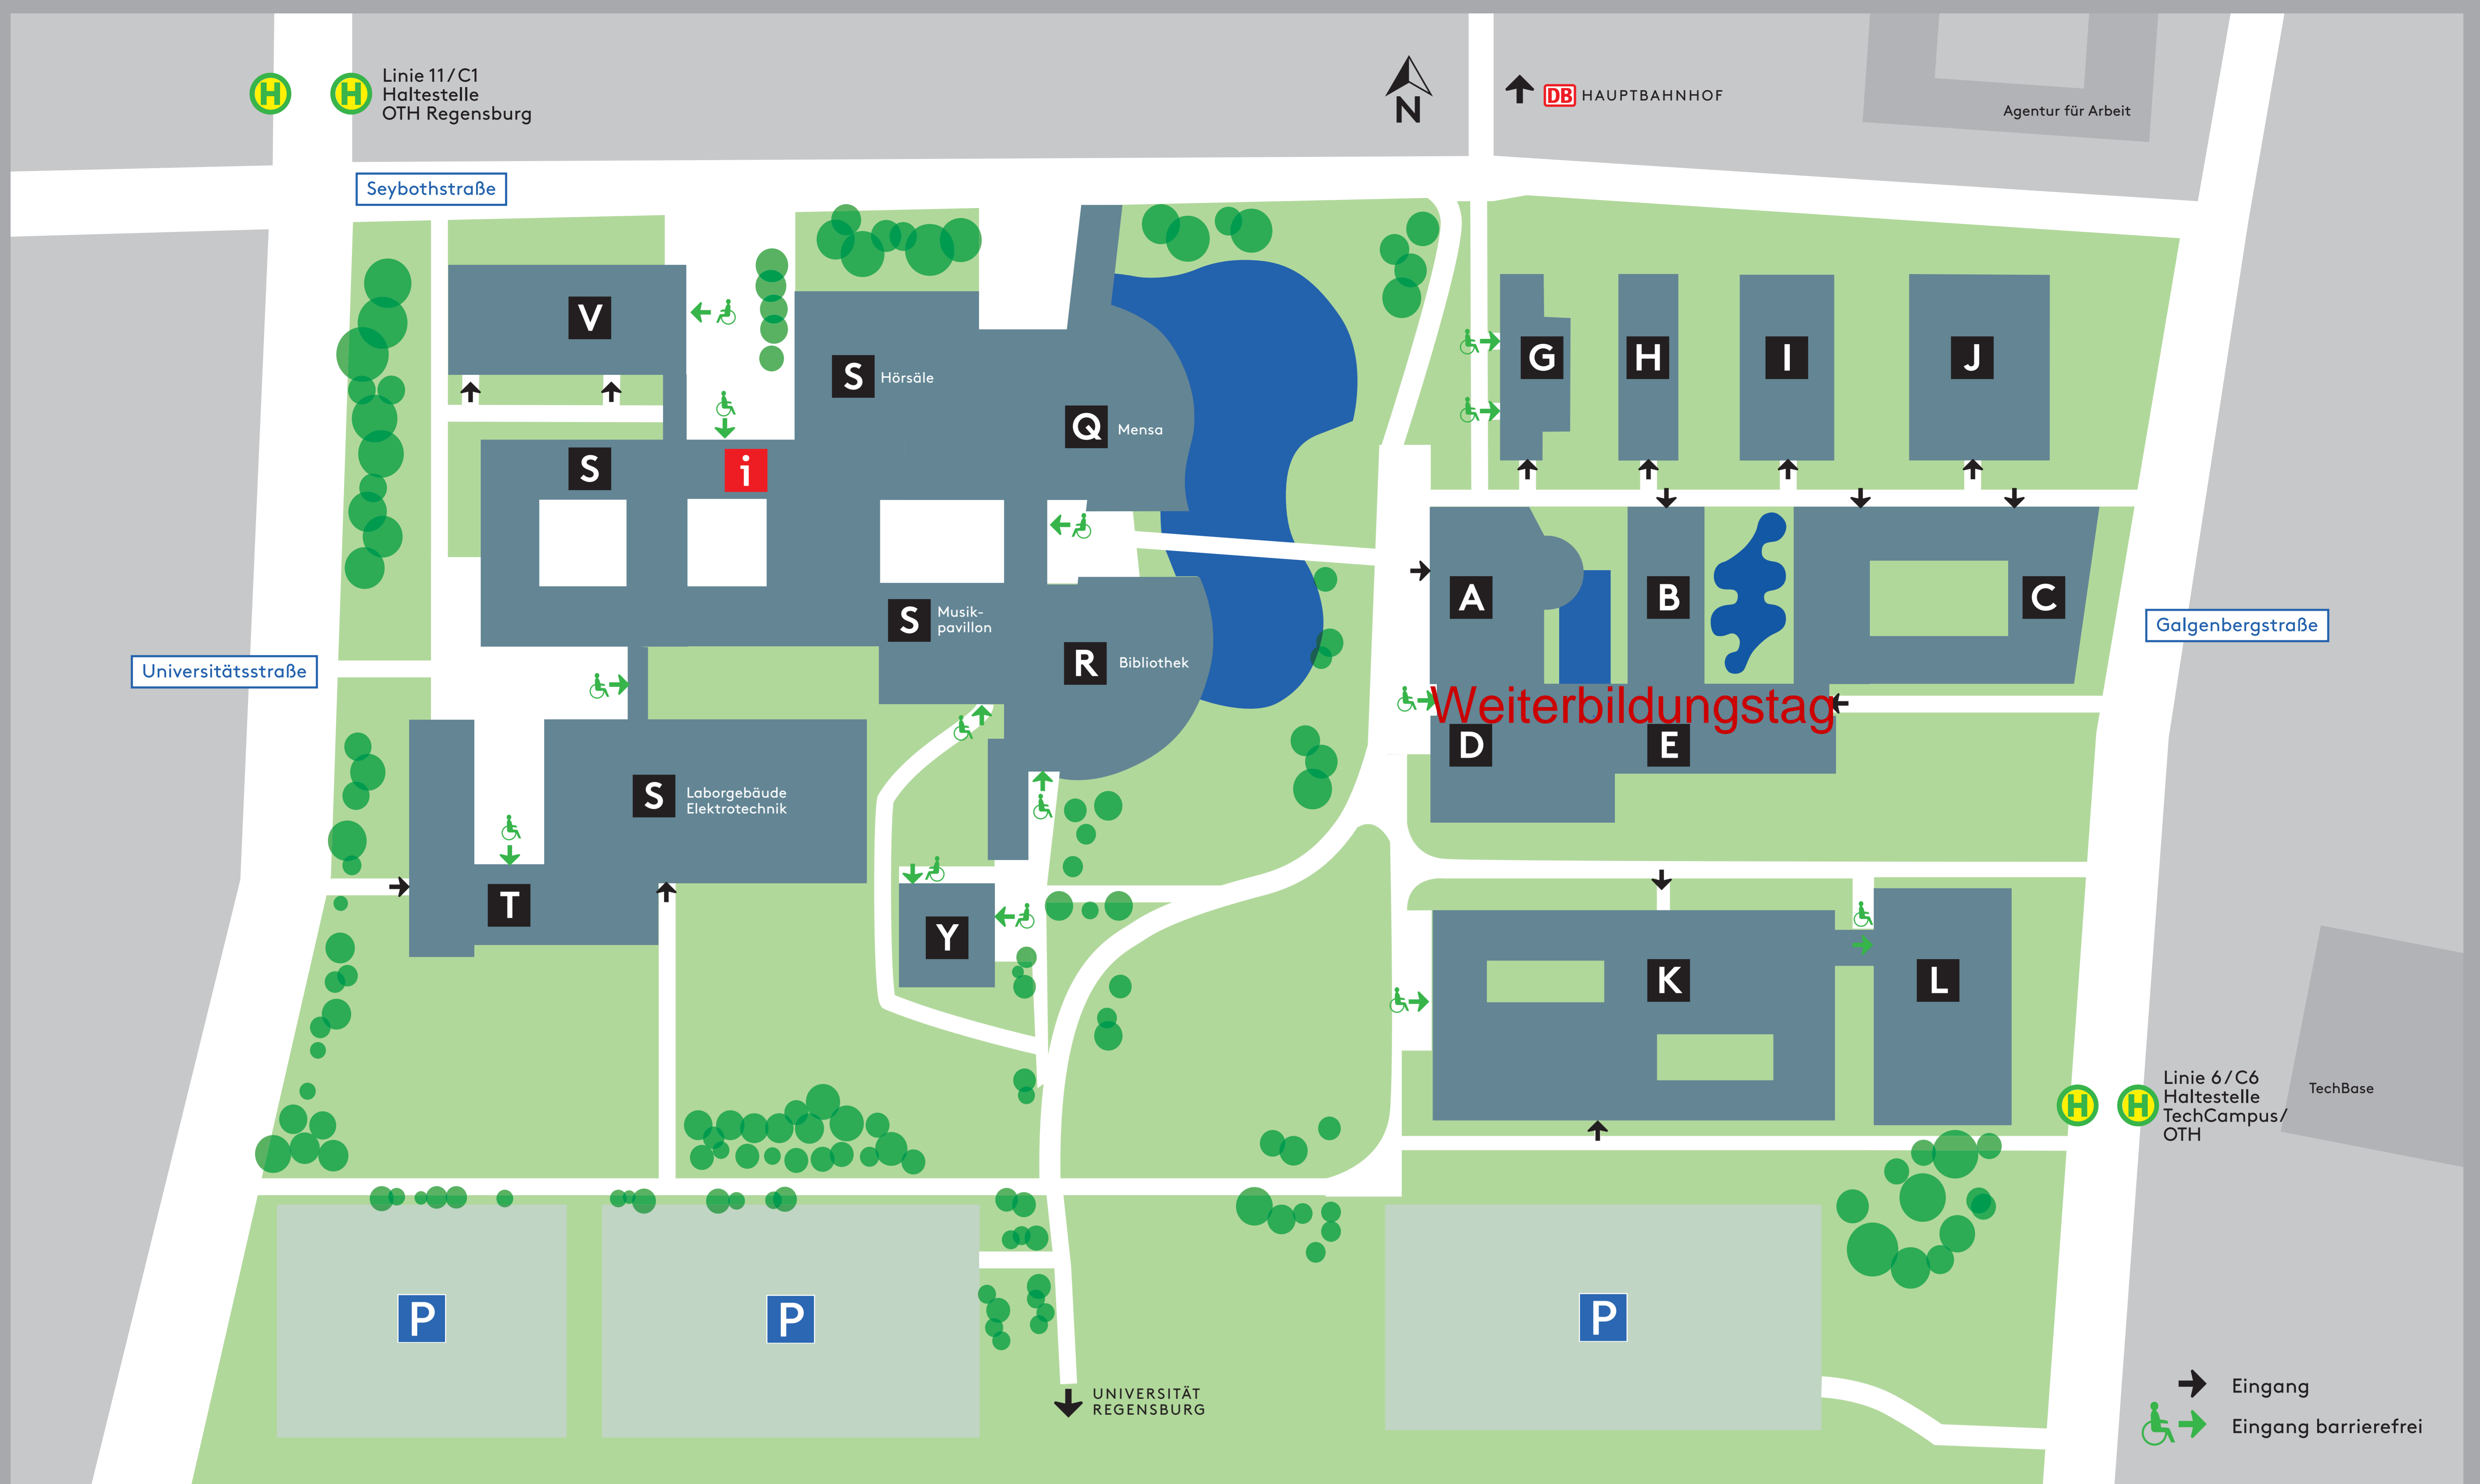 H
H
Linie 11/C1
Haltestelle
OTH Regensburg
N
DB HAUPTBAHNHOF
Agentur für Arbeit
Seybothstraße
V
S Hörsäle
G
H
I
J
Q Mensa
S
i
A
B
C
S Musik-
pavillon
Galgenbergstraße
R Bibliothek
Universitätsstraße
Weiterbildungstag
D
E
S Laborgebäude
Elektrotechnik
T
Y
K
L
H
H
Linie 6/C6
Haltestelle
TechCampus/
OTH
TechBase
P
P
P
UNIVERSITÄT
REGENSBURG
Eingang
Eingang barrierefrei